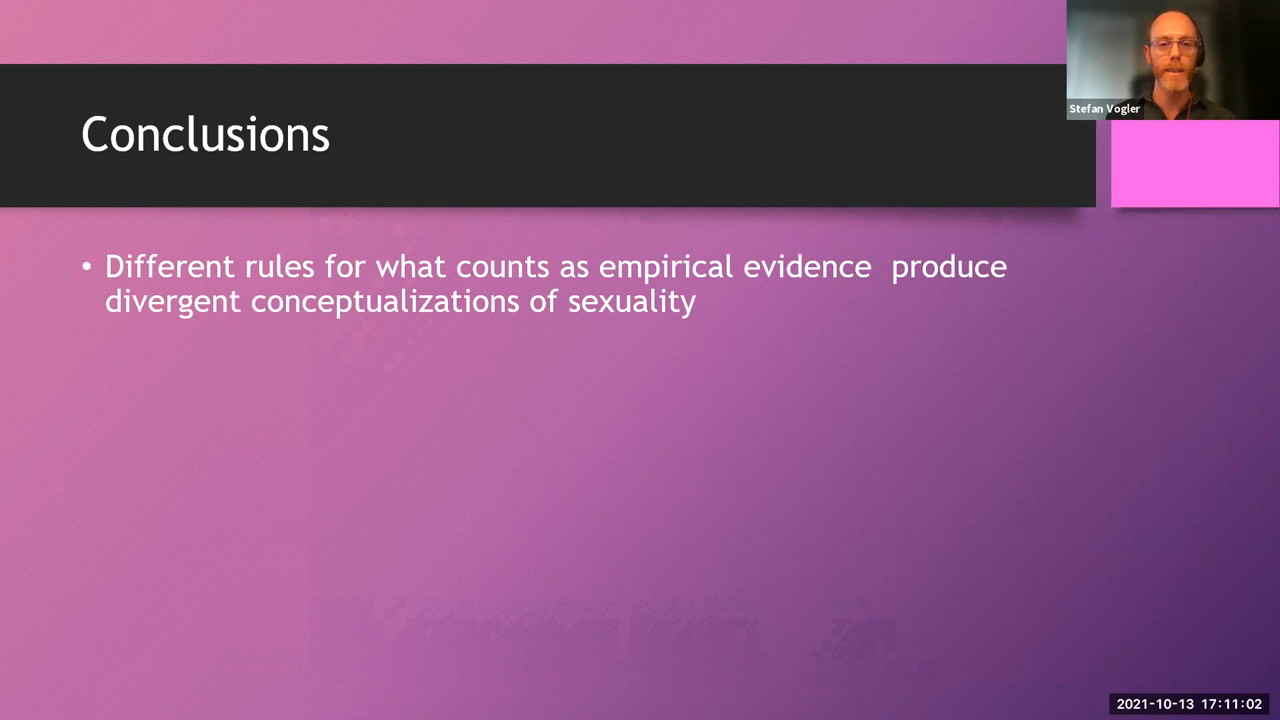 Stefan Vogler
Conclusions
• Different rules for what counts as empirical evidence  produce
divergent conceptualizations of sexuality
2021-10-13 17:11:02